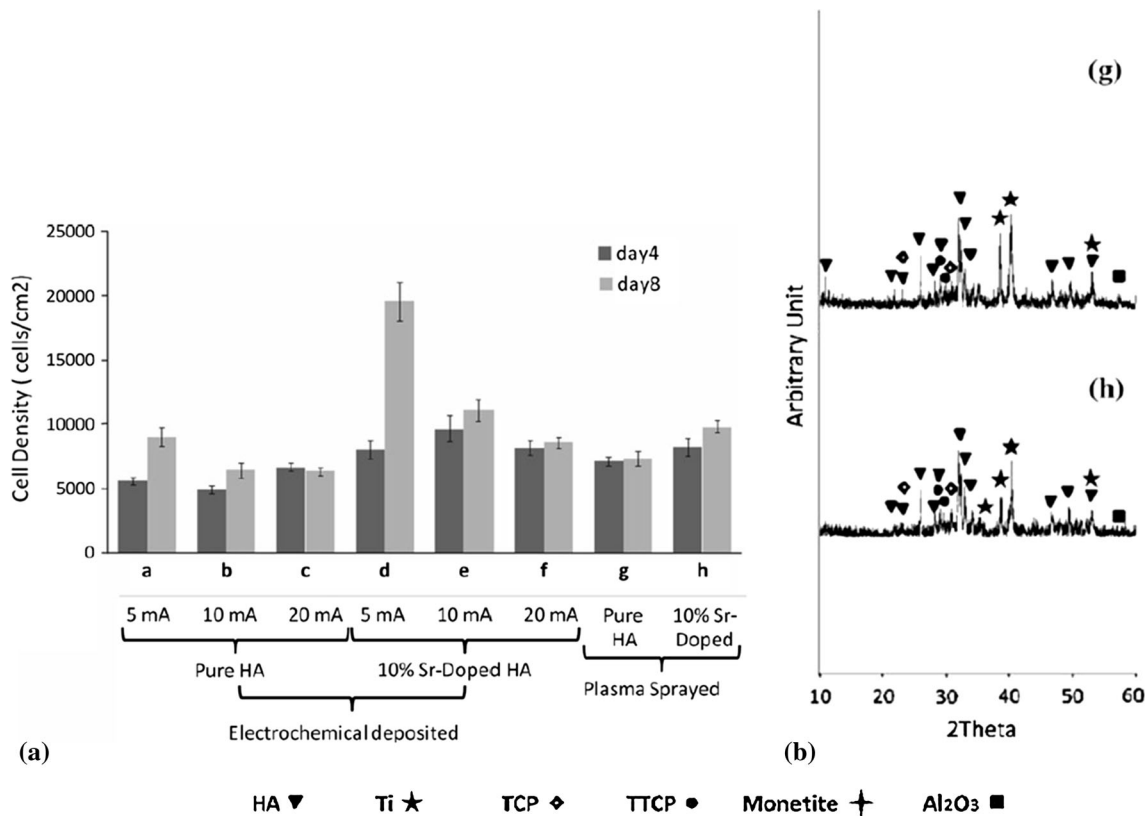 (g)
25000
20000
15000
10000
5000
0
Cell Density ( cells/cm2)
day4
day8
a b c d e f g h
5 mA 10 mA 20 mA 5 mA 10 mA 20 mA Pure HA 10% Sr-Doped
Pure HA 10% Sr-Doped HA Plasma Sprayed
Electrochemical deposited
(a)
Arbitrary Unit
(h)
10 20 30 40 50 60
2Theta
(b)
HA Ti TCP TTCP Monetite Al2O3